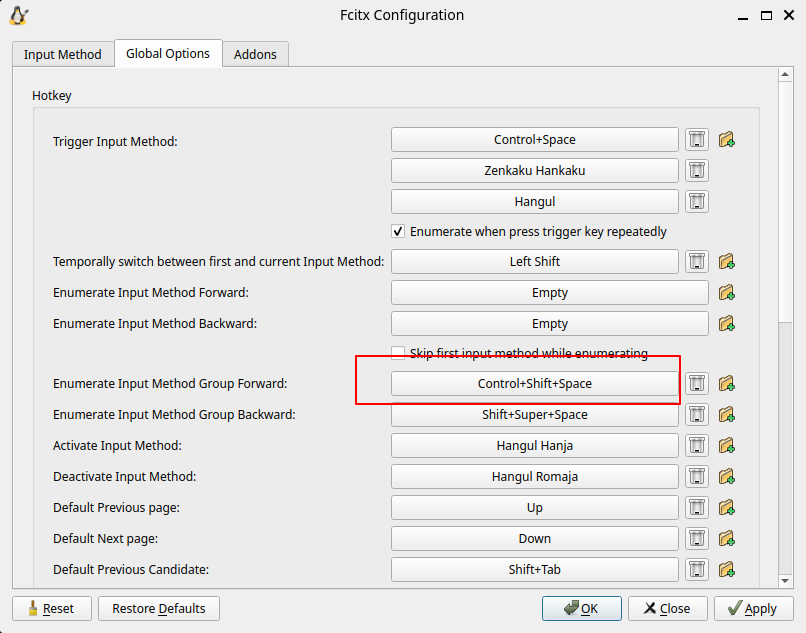 Fcitx Configuration
Input Method Global Options Addons
Hotkey
Trigger Input Method: Control+Space
Zenkaku Hankaku
Hangul
Enumerate when press trigger key repeatedly
Temporally switch between first and current Input Method: Left Shift
Enumerate Input Method Forward: Empty
Enumerate Input Method Backward: Empty
Skip first input method while enumerating
Enumerate Input Method Group Forward: Control+Shift+Space
Enumerate Input Method Group Backward: Shift+Super+Space
Activate Input Method: Hangul Hanja
Deactivate Input Method: Hangul Romaja
Default Previous page: Up
Default Next page: Down
Default Previous Candidate: Shift+Tab
Reset Restore Defaults OK Close Apply